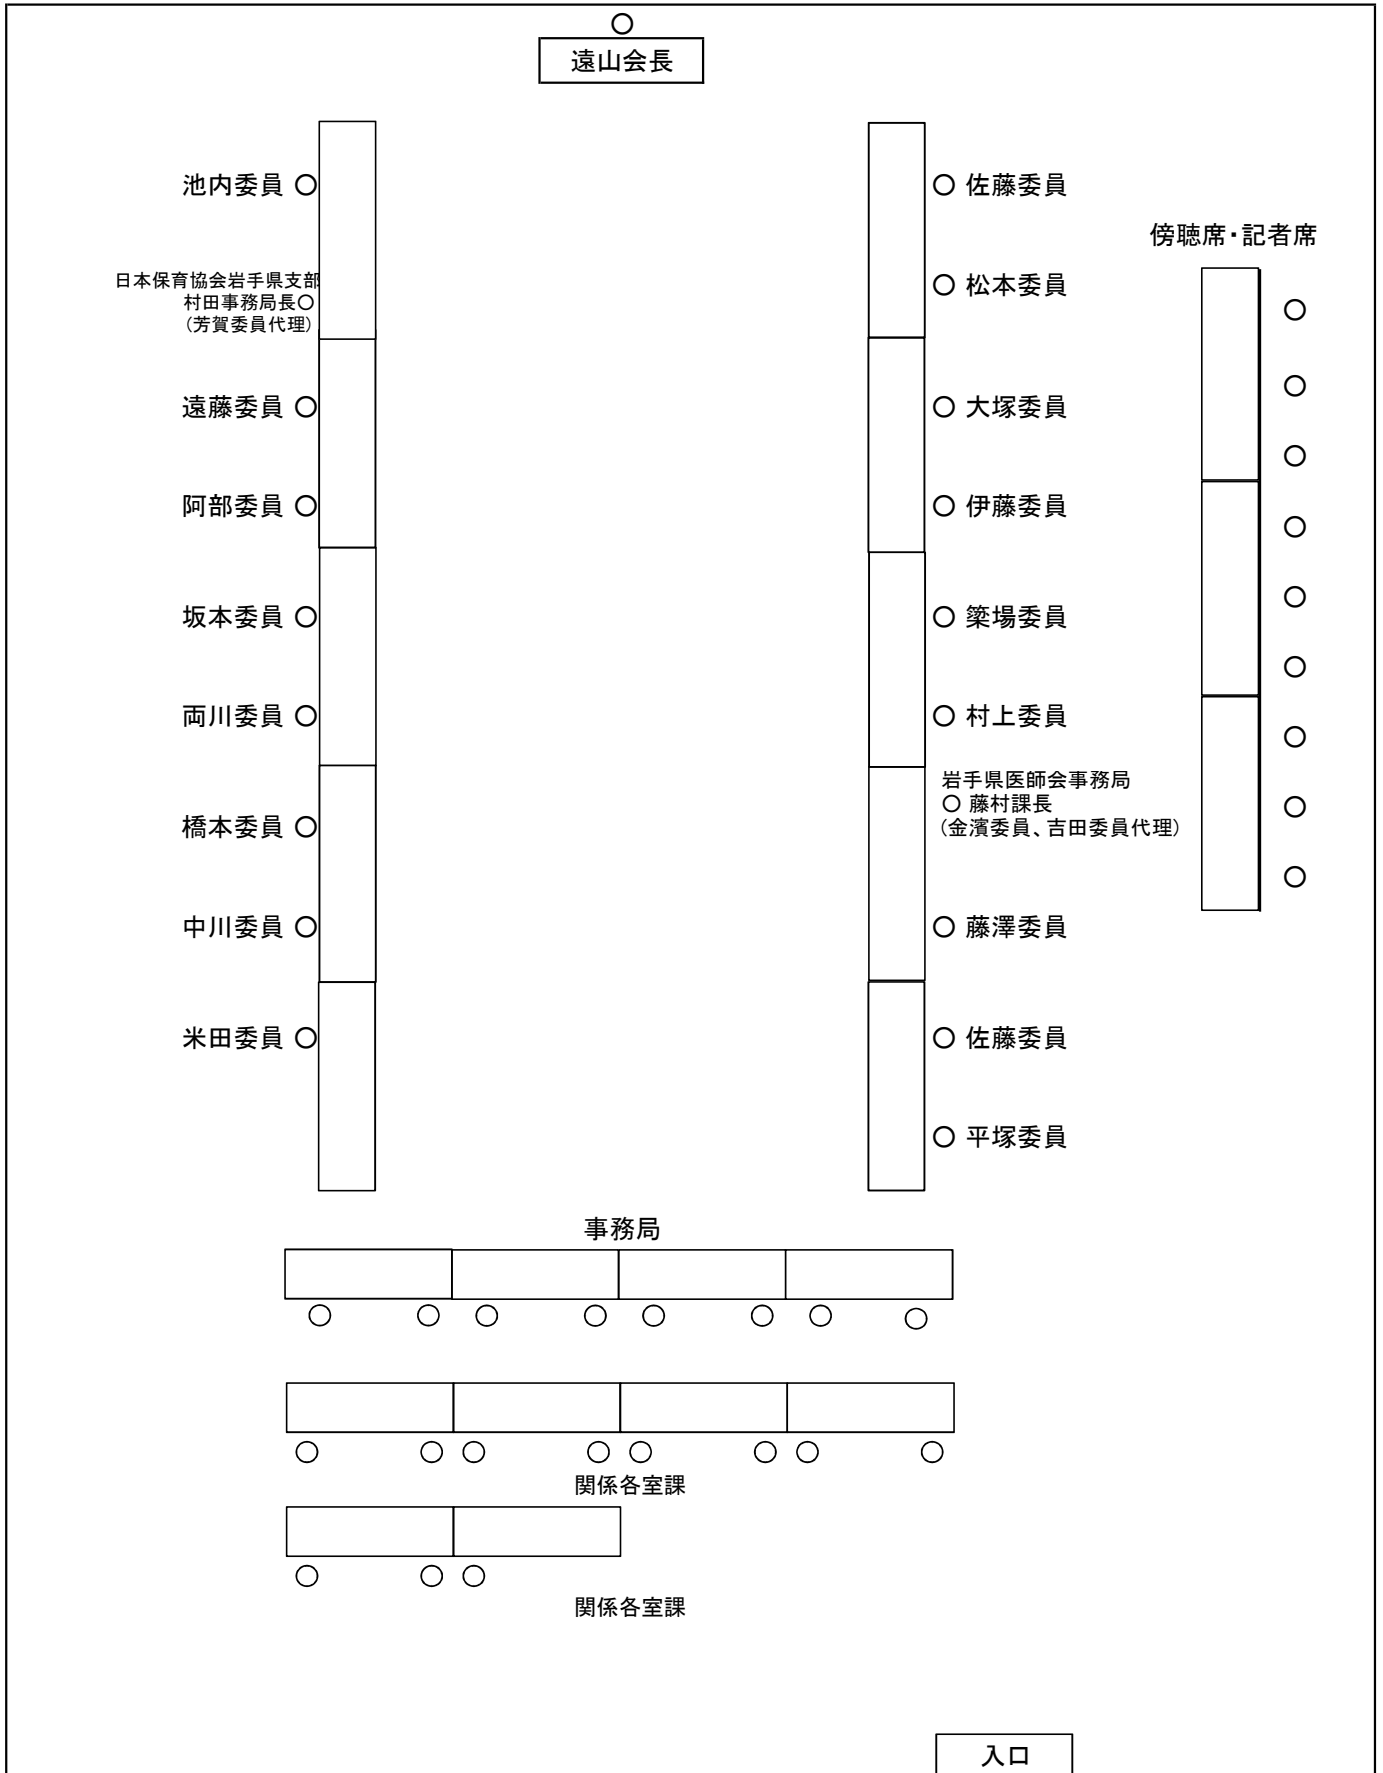 遠山会長
池内委員 ○
日本保育協会岩手県支部
村田事務局長○
(芳賀委員代理)
遠藤委員 ○
阿部委員 ○
坂本委員 ○
両川委員 ○
橋本委員 ○
中川委員 ○
米田委員 ○
○ 佐藤委員
○ 松本委員
○ 大塚委員
○ 伊藤委員
○ 簗場委員
○ 村上委員
岩手県医師会事務局
○ 藤村課長
(金濱委員、吉田委員代理)
○ 藤澤委員
○ 佐藤委員
○ 平塚委員
傍聴席・記者席
事務局
関係各室課
関係各室課
入口